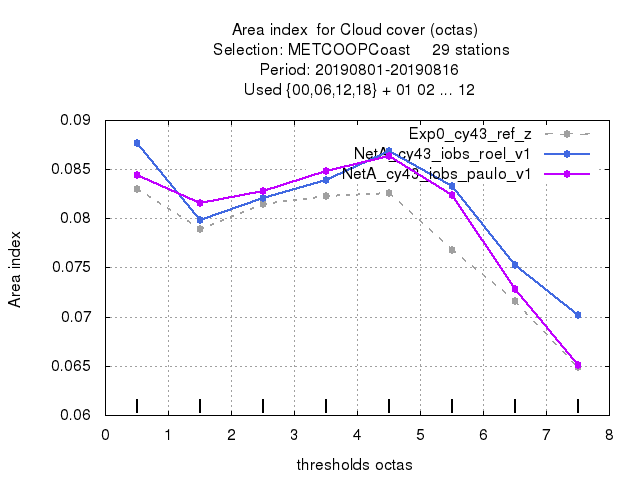 Area index  for Cloud cover (octas)
Selection: METCOOPCoast     29 stations
Period: 20190801-20190816
Used {00,06,12,18} + 01 02 ... 12
0.09
0.085
0.08
0.075
0.07
0.065
0.06
Area index
Exp0_cy43_ref_z
NetA_cy43_iobs_roel_v1
NetA_cy43_iobs_paulo_v1
0 1 2 3 4 5 6 7 8
thresholds octas